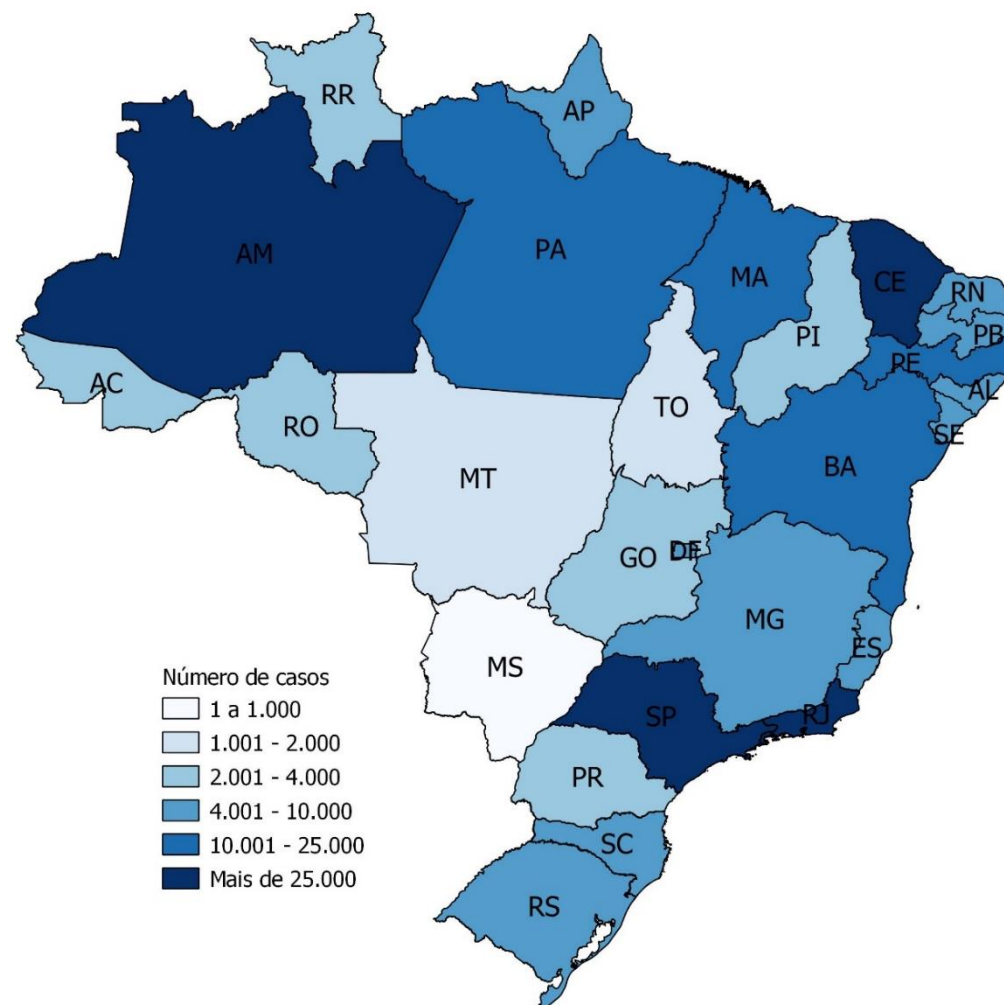 RR
AP
AM
PA
MA
CE
RN
PB
PI
PE
AC
AL
TO
RO
SE
BA
MT
DF
GO
MG
ES
MS
SP
RJ
PR
SC
RS
Número de casos
1 a 1.000
1.001 - 2.000
2.001 - 4.000
4.001 - 10.000
10.001 - 25.000
Mais de 25.000